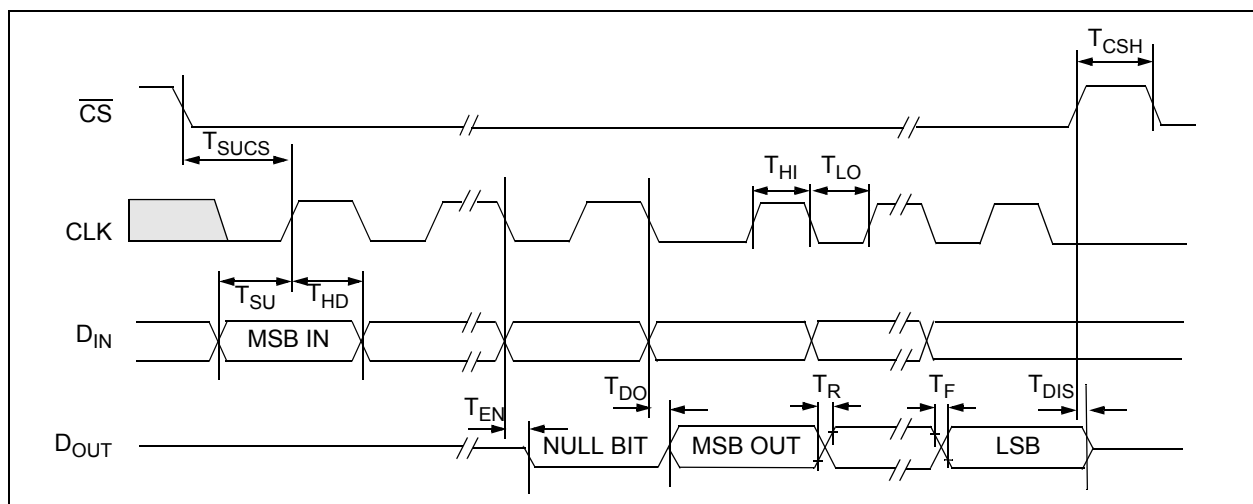 TCSH
CS
TSUCS
THI
TLO
CLK
TSU
THD
DIN
MSB IN
TEN
TDO
TR
TF
TDIS
DOUT
NULL BIT
MSB OUT
LSB